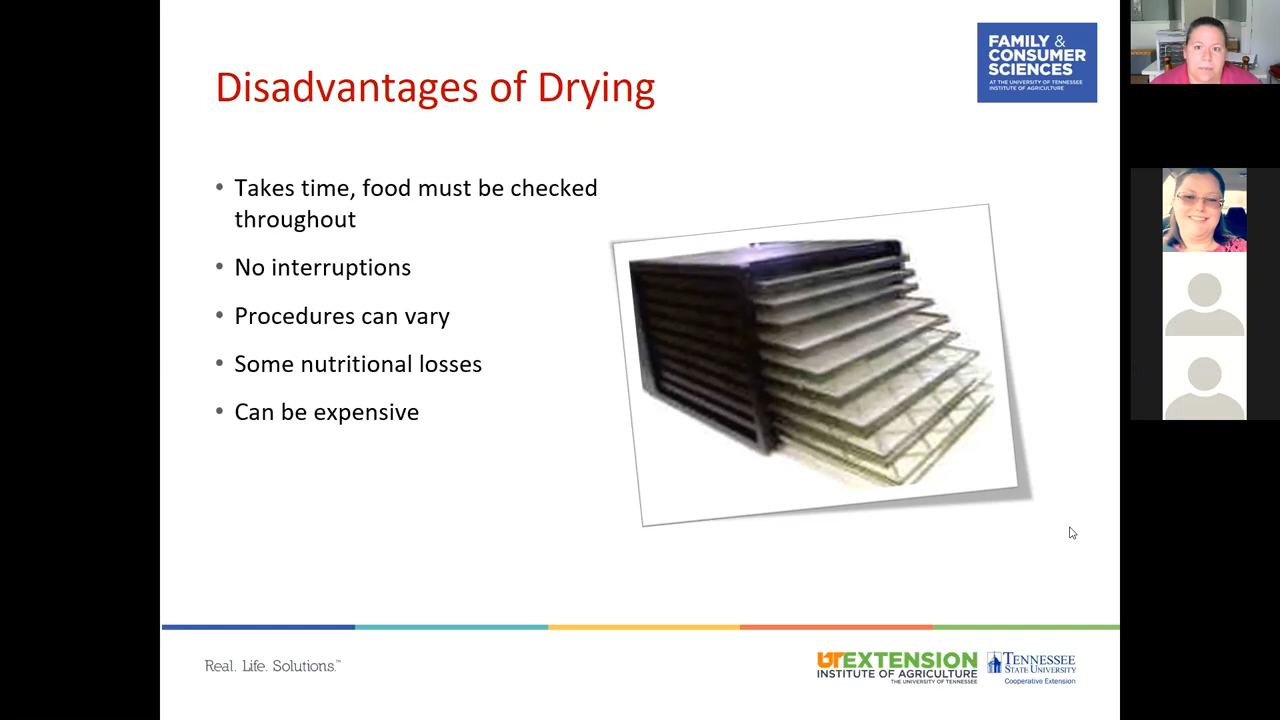 Disadvantages of Drying
FAMILY &
CONSUMER
SCIENCES
AT THE UNIVERSITY OF TENNESSEE
INSTITUTE OF AGRICULTURE
• Takes time, food must be checked
throughout
• No interruptions
• Procedures can vary
• Some nutritional losses
• Can be expensive
Real. Life. Solutions.™
UT EXTENSION
INSTITUTE OF AGRICULTURE
THE UNIVERSITY OF TENNESSEE
TENNESSEE
STATE UNIVERSITY
Cooperative Extension